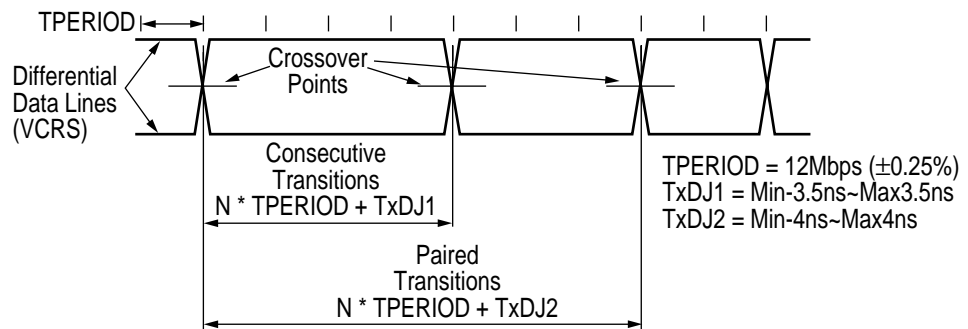 TPERIOD
Differential
Data Lines
(VCRS)
Crossover
Points
Consecutive
Transitions
N * TPERIOD + TxDJ1
TPERIOD = 12Mbps (±0.25%)
TxDJ1 = Min-3.5ns~Max3.5ns
TxDJ2 = Min-4ns~Max4ns
Paired
Transitions
N * TPERIOD + TxDJ2